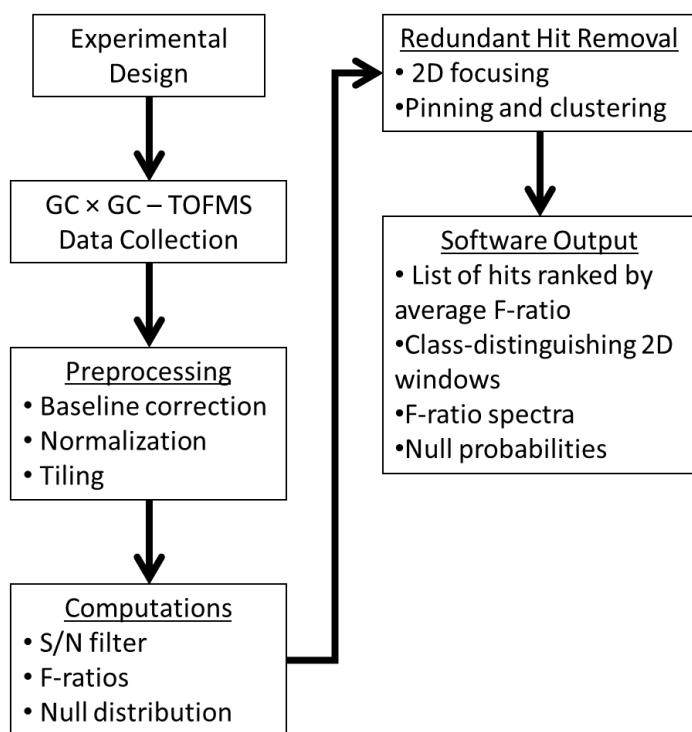 Experimental
Design
GC × GC – TOFMS
Data Collection
Preprocessing
• Baseline correction
• Normalization
• Tiling
Computations
• S/N filter
• F-ratios
• Null distribution
Redundant Hit Removal
• 2D focusing
•Pinning and clustering
Software Output
• List of hits ranked by
average F-ratio
•Class-distinguishing 2D
windows
•F-ratio spectra
•Null probabilities